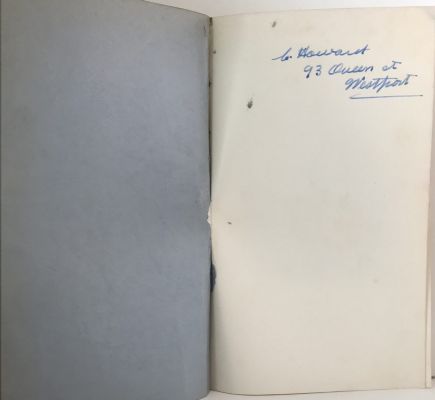 C. Howard
93 Queen st
Westport